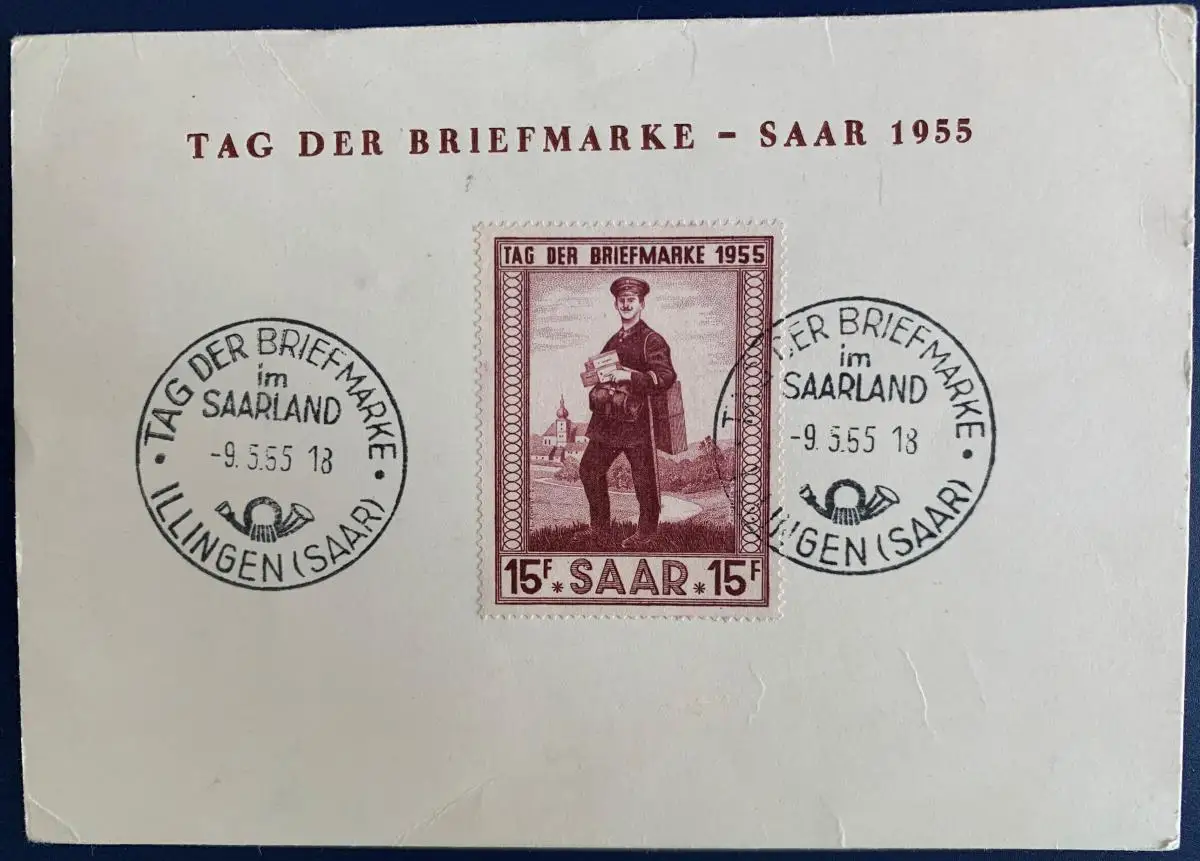 TAG DER BRIEFMARKE – SAAR 1955
TAG DER BRIEFMARKE 1955
15F * SAAR * 15F
• TAG DER BRIEFMARKE •
im
SAARLAND
-9.5.55 18
ILLINGEN (SAAR)
DER BRIEFMARKE •
im
SAARLAND
-9.5.55 18
INGEN (SAAR)